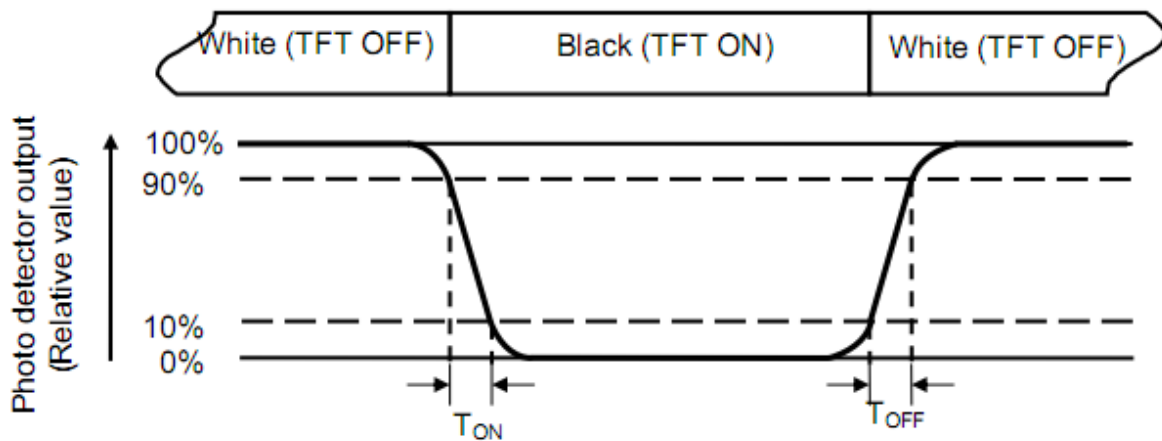 White (TFT OFF) Black (TFT ON) White (TFT OFF)
Photo detector output
(Relative value)
100%
90%
10%
0%
TON
TOFF